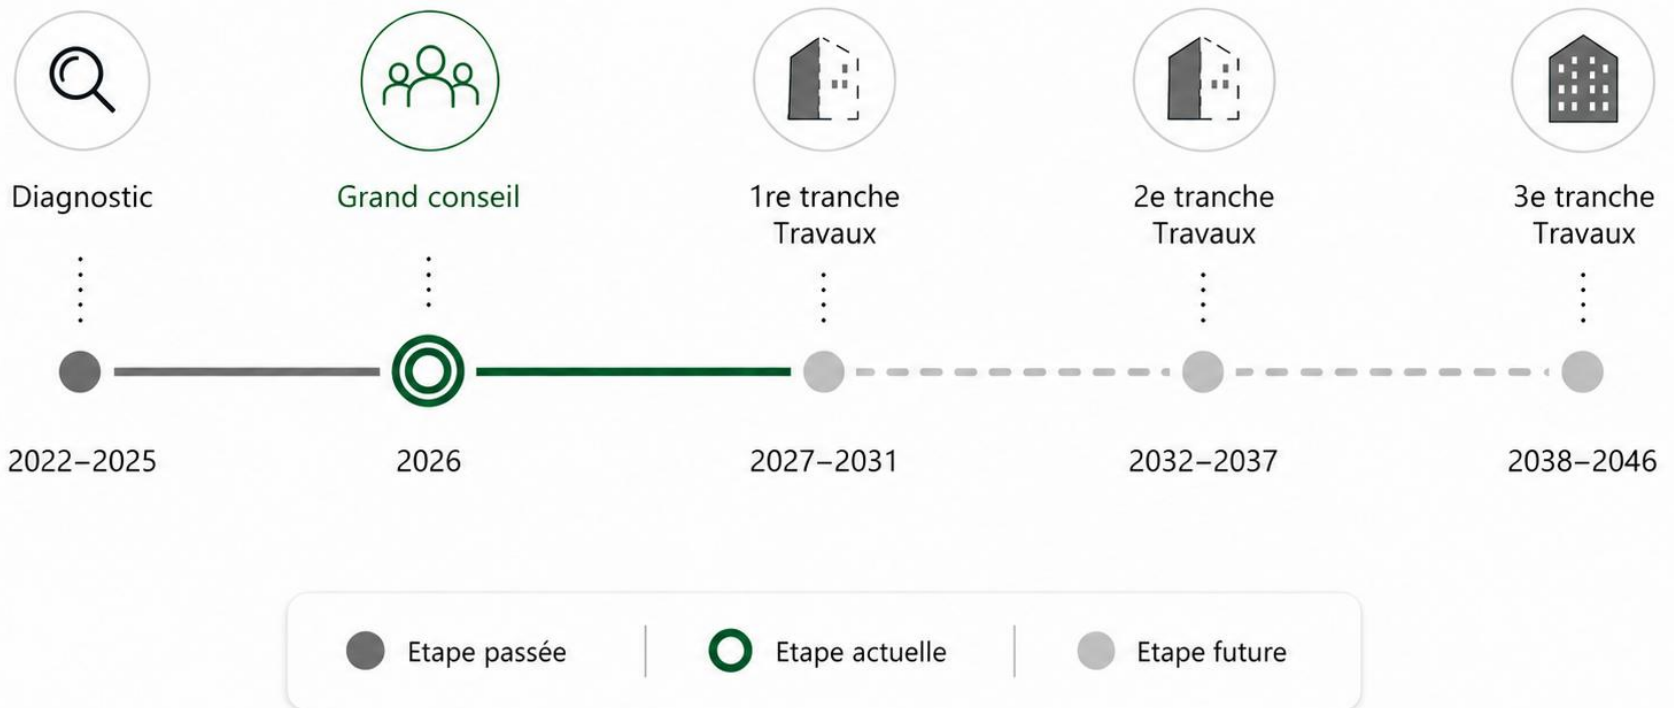 Diagnostic
Grand conseil
1re tranche
Travaux
2e tranche
Travaux
3e tranche
Travaux
2022–2025
2026
2027–2031
2032–2037
2038–2046
Etape passée
Etape actuelle
Etape future